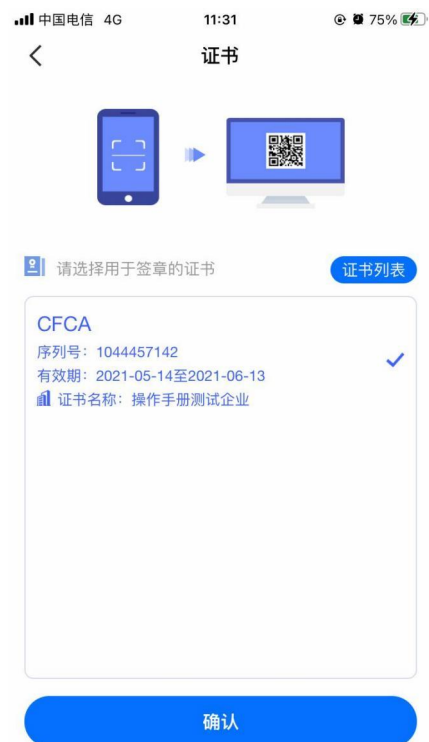 中国电信 4G 11:31 75%
证书
请选择用于签章的证书 证书列表
CFCA
序列号：1044457142
有效期：2021-05-14至2021-06-13
证书名称：操作手册测试企业
确认